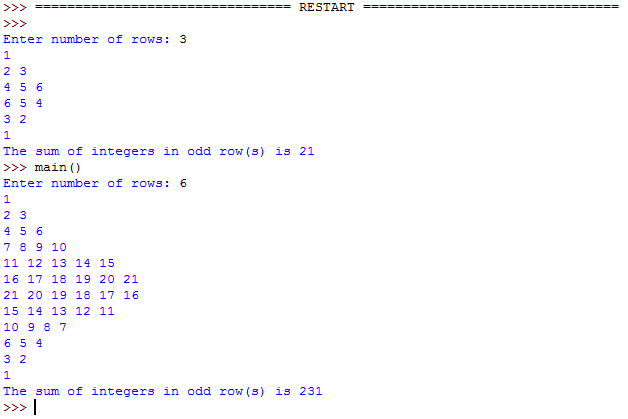 >>> ================================ RESTART ================================
>>>
Enter number of rows: 3
1
2 3
4 5 6
6 5 4
3 2
1
The sum of integers in odd row(s) is 21
>>> main()
Enter number of rows: 6
1
2 3
4 5 6
7 8 9 10
11 12 13 14 15
16 17 18 19 20 21
21 20 19 18 17 16
15 14 13 12 11
10 9 8 7
6 5 4
3 2
1
The sum of integers in odd row(s) is 231
>>>